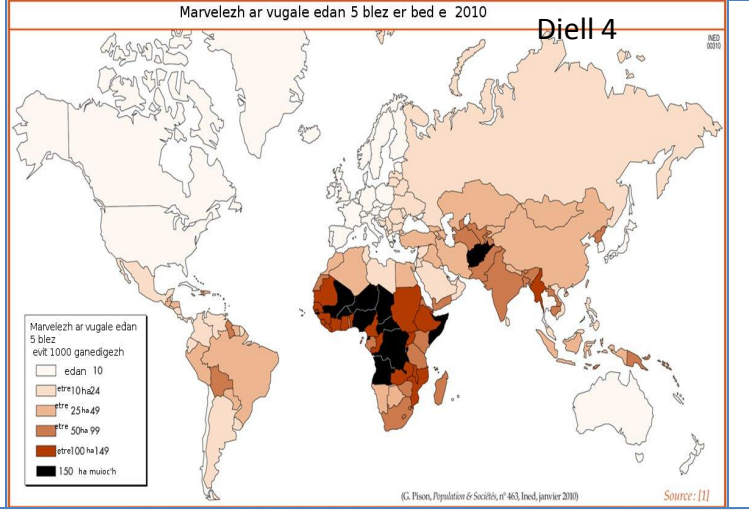 Marvelezh ar vugale edan 5 blez er bed e 2010
Diell 4
INED
00310
Marvelezh ar vugale edan
5 blez
evit 1000 ganedigezh
edan 10
etre 10 ha 24
etre 25 ha 49
etre 50 ha 99
etre 100 ha 149
150 ha muioc'h
(G. Pison, Population & Sociétés, n° 463, Ined, janvier 2010)
Source : [1]